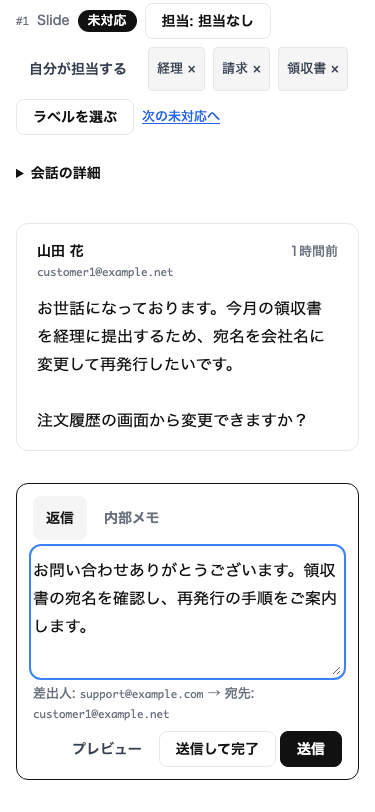 #1 Slide 未対応 担当: 担当なし
自分が担当する 経理 × 請求 × 領収書 ×
ラベルを選ぶ 次の未対応へ
▶ 会話の詳細
山田 花 1時間前
customer1@example.net
お世話になっております。今月の領収書
を経理に提出するため、宛名を会社名に
変更して再発行したいです。
注文履歴の画面から変更できますか？
返信 内部メモ
お問い合わせありがとうございます。領収
書の宛名を確認し、再発行の手順をご案内
します。
差出人: support@example.com → 宛先:
customer1@example.net
プレビュー 送信して完了 送信